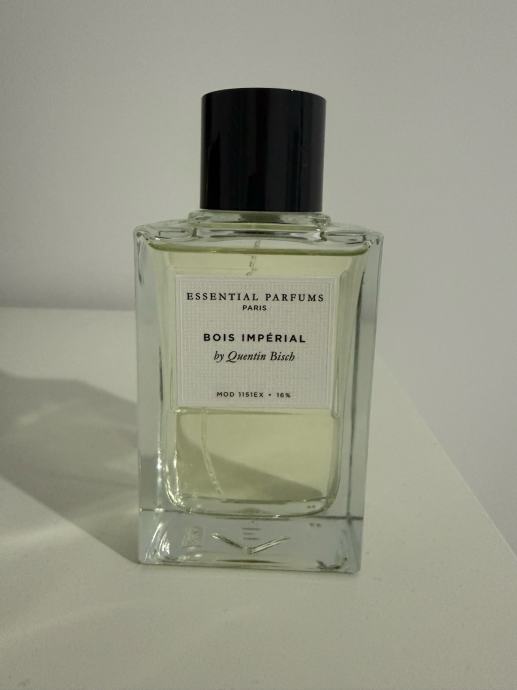 ESSENTIAL PARFUMS
PARIS
BOIS IMPÉRIAL
by Quentin Bisch
MOD 1151EX • 16%